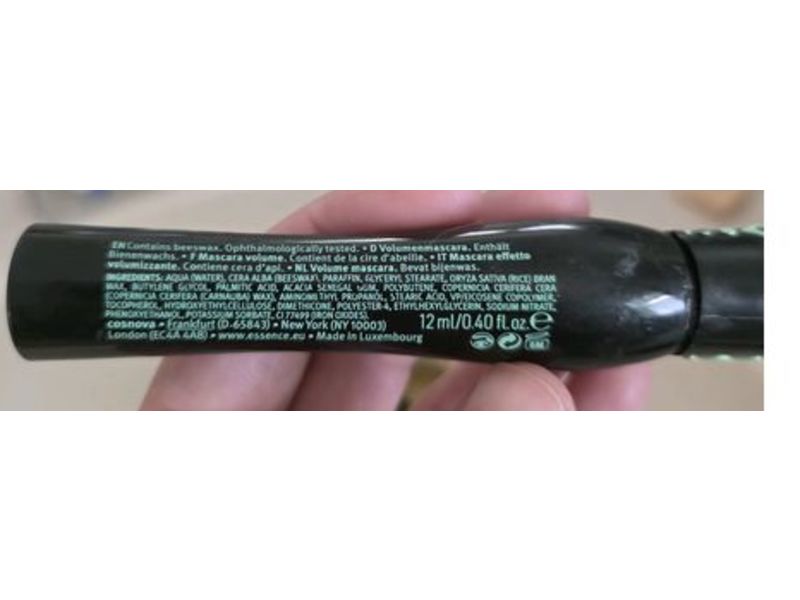 EN Contains beeswax. Ophthalmologically tested. • D Volumenmascara. Enthält
Bienenwachs. • F Mascara volume. Contient de la cire d'abeille. • IT Mascara effetto
volumizzante. Contiene cera d'api. • NL Volume mascara. Bevat bijenwas.
INGREDIENTS: AQUA (WATER), CERA ALBA (BEESWAX), PARAFFIN, GLYCERYL STEARATE, ORYZA SATIVA (RICE) BRAN
WAX, BUTYLENE GLYCOL, PALMITIC ACID, ACACIA SENEGAL GUM, POLYBUTENE, COPERNICIA CERIFERA CERA
(COPERNICIA CERIFERA (CARNAUBA) WAX), AMINOMETHYL PROPANOL, STEARIC ACID, VP/EICOSENE COPOLYMER,
TOCOPHEROL, HYDROXYETHYLCELLULOSE, DIMETHICONE, POLYESTER-4, ETHYLHEXYLGLYCERIN, SODIUM NITRATE,
PHENOXYETHANOL, POTASSIUM SORBATE, CI 77499 (IRON OXIDES).
cosnova • Frankfurt (D-65843) • New York (NY 10003) 12 ml/0.40 fl.oz. e
London (EC4A 4AB) • www.essence.eu • Made in Luxembourg 6M